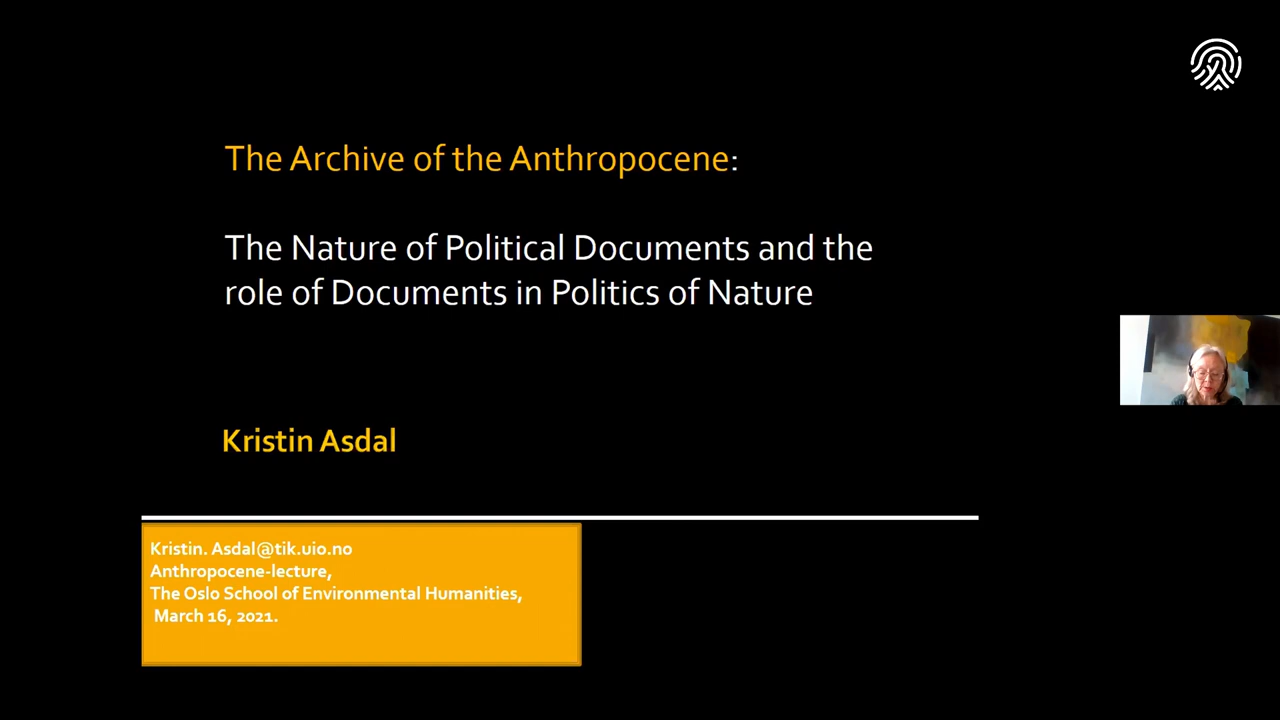 The Archive of the Anthropocene:
The Nature of Political Documents and the
role of Documents in Politics of Nature
Kristin Asdal
Kristin. Asdal@tik.uio.no
Anthropocene-lecture,
The Oslo School of Environmental Humanities,
March 16, 2021.